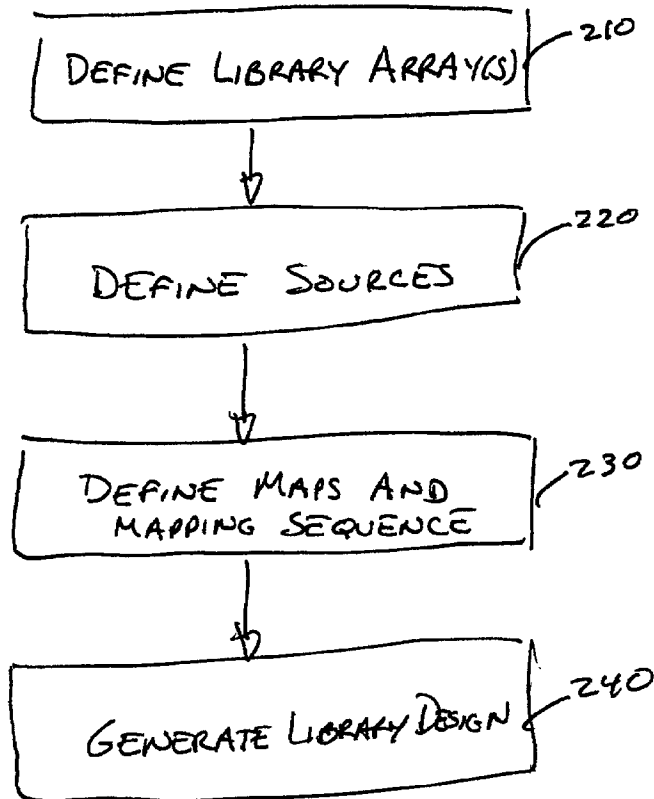 DEFINE LIBRARY ARRAY(S)
210
DEFINE SOURCES
220
DEFINE MAPS AND
MAPPING SEQUENCE
230
GENERATE LIBRARY DESIGN
240